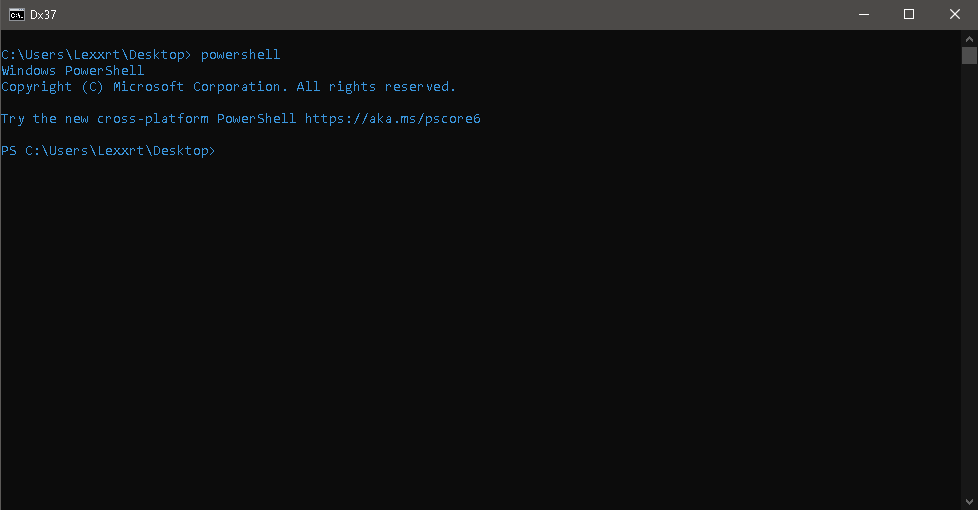 Dx37
C:\Users\Lexxrt\Desktop> powershell
Windows PowerShell
Copyright (C) Microsoft Corporation. All rights reserved.
Try the new cross-platform PowerShell https://aka.ms/pscore6
PS C:\Users\Lexxrt\Desktop>